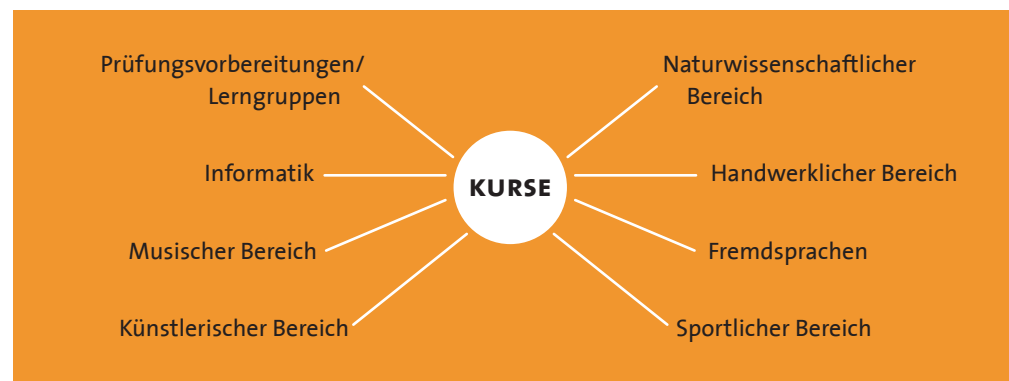 Prüfungsvorbereitungen/
Lerngruppen
Informatik
Musischer Bereich
Künstlerischer Bereich
KURSE
Naturwissenschaftlicher
Bereich
Handwerklicher Bereich
Fremdsprachen
Sportlicher Bereich